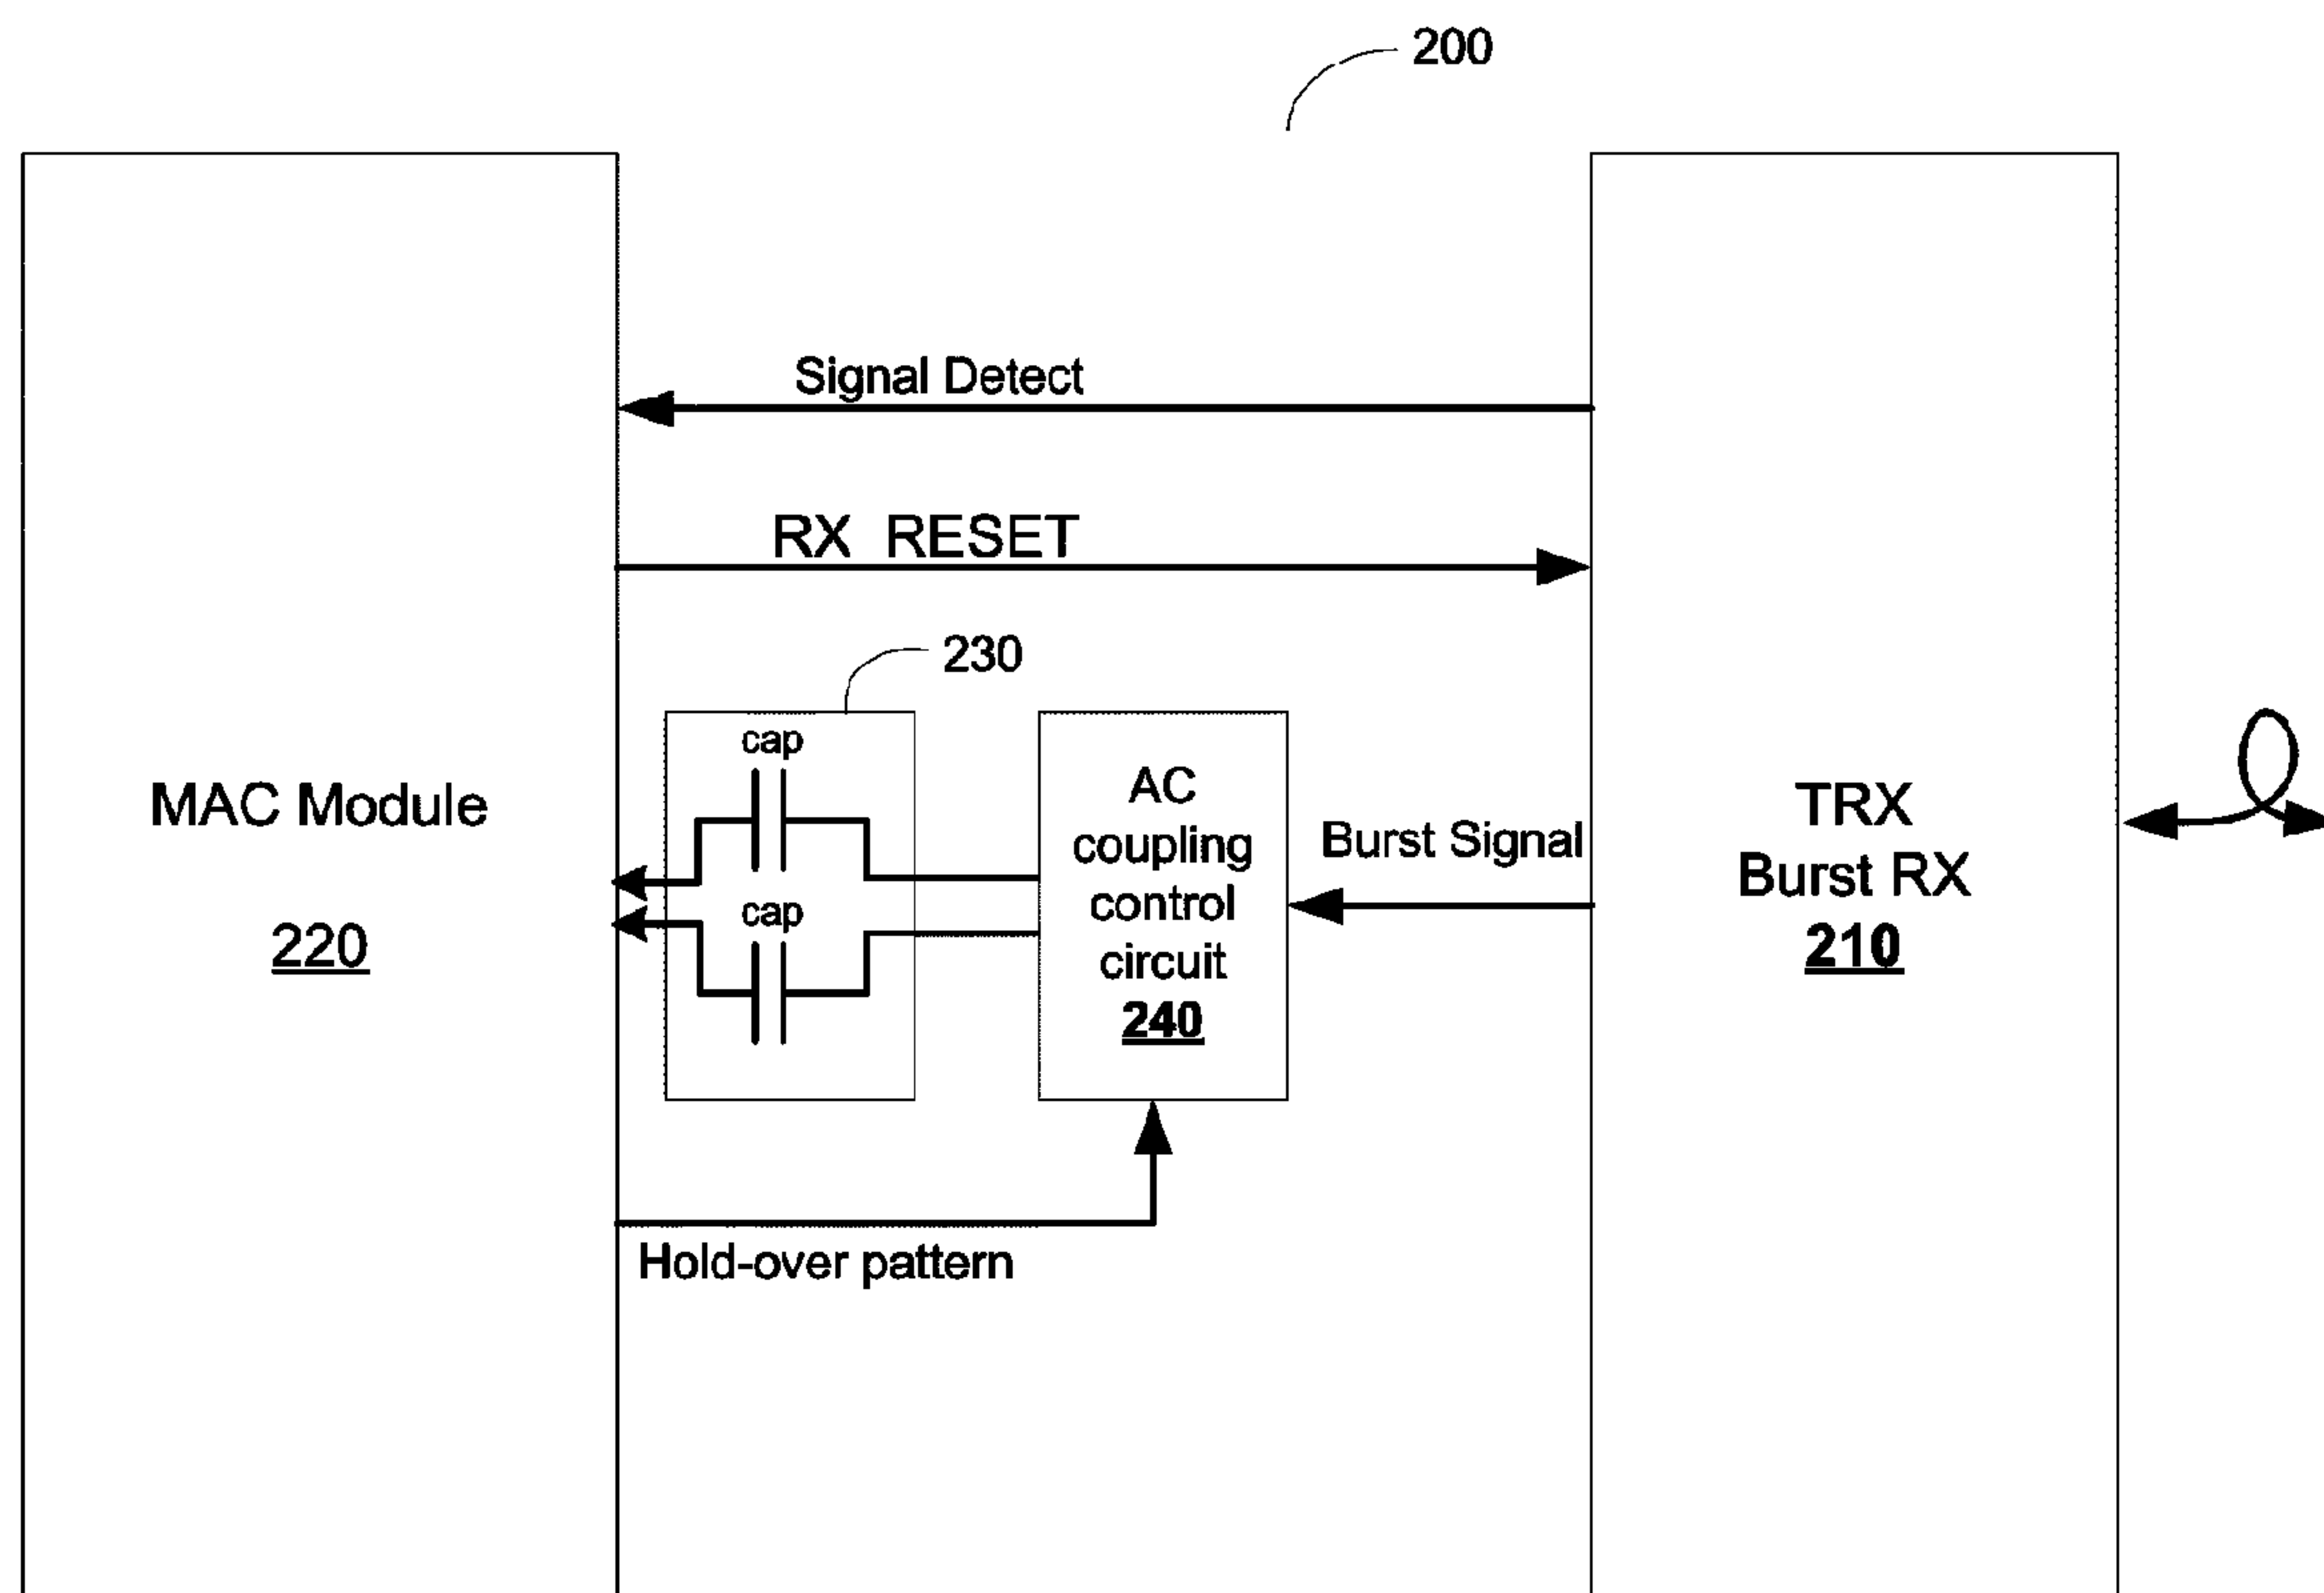 200
Signal Detect
RX RESET
230
cap
cap
MAC Module
220
AC
coupling
control
circuit
240
Burst Signal
TRX
Burst RX
210
Hold-over pattern